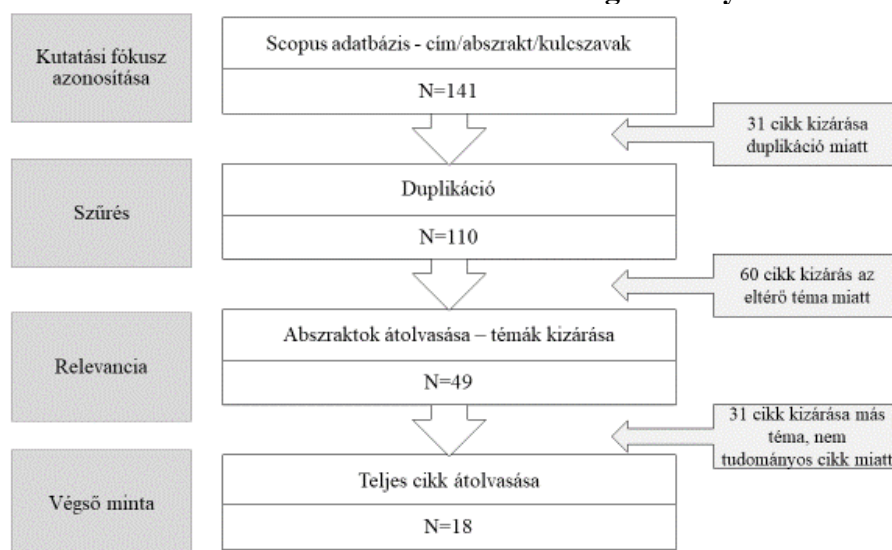 Kutatási fókusz
azonosítása
Scopus adatbázis - cím/abszrakt/kulcszavak
N=141
31 cikk kizárása
duplikáció miatt
Szűrés
Duplikáció
N=110
60 cikk kizárás az
eltérő téma miatt
Relevancia
Abszraktok átolvasása – témák kizárása
N=49
31 cikk kizárása más
téma, nem
tudományos cikk miatt
Végső minta
Teljes cikk átolvasása
N=18